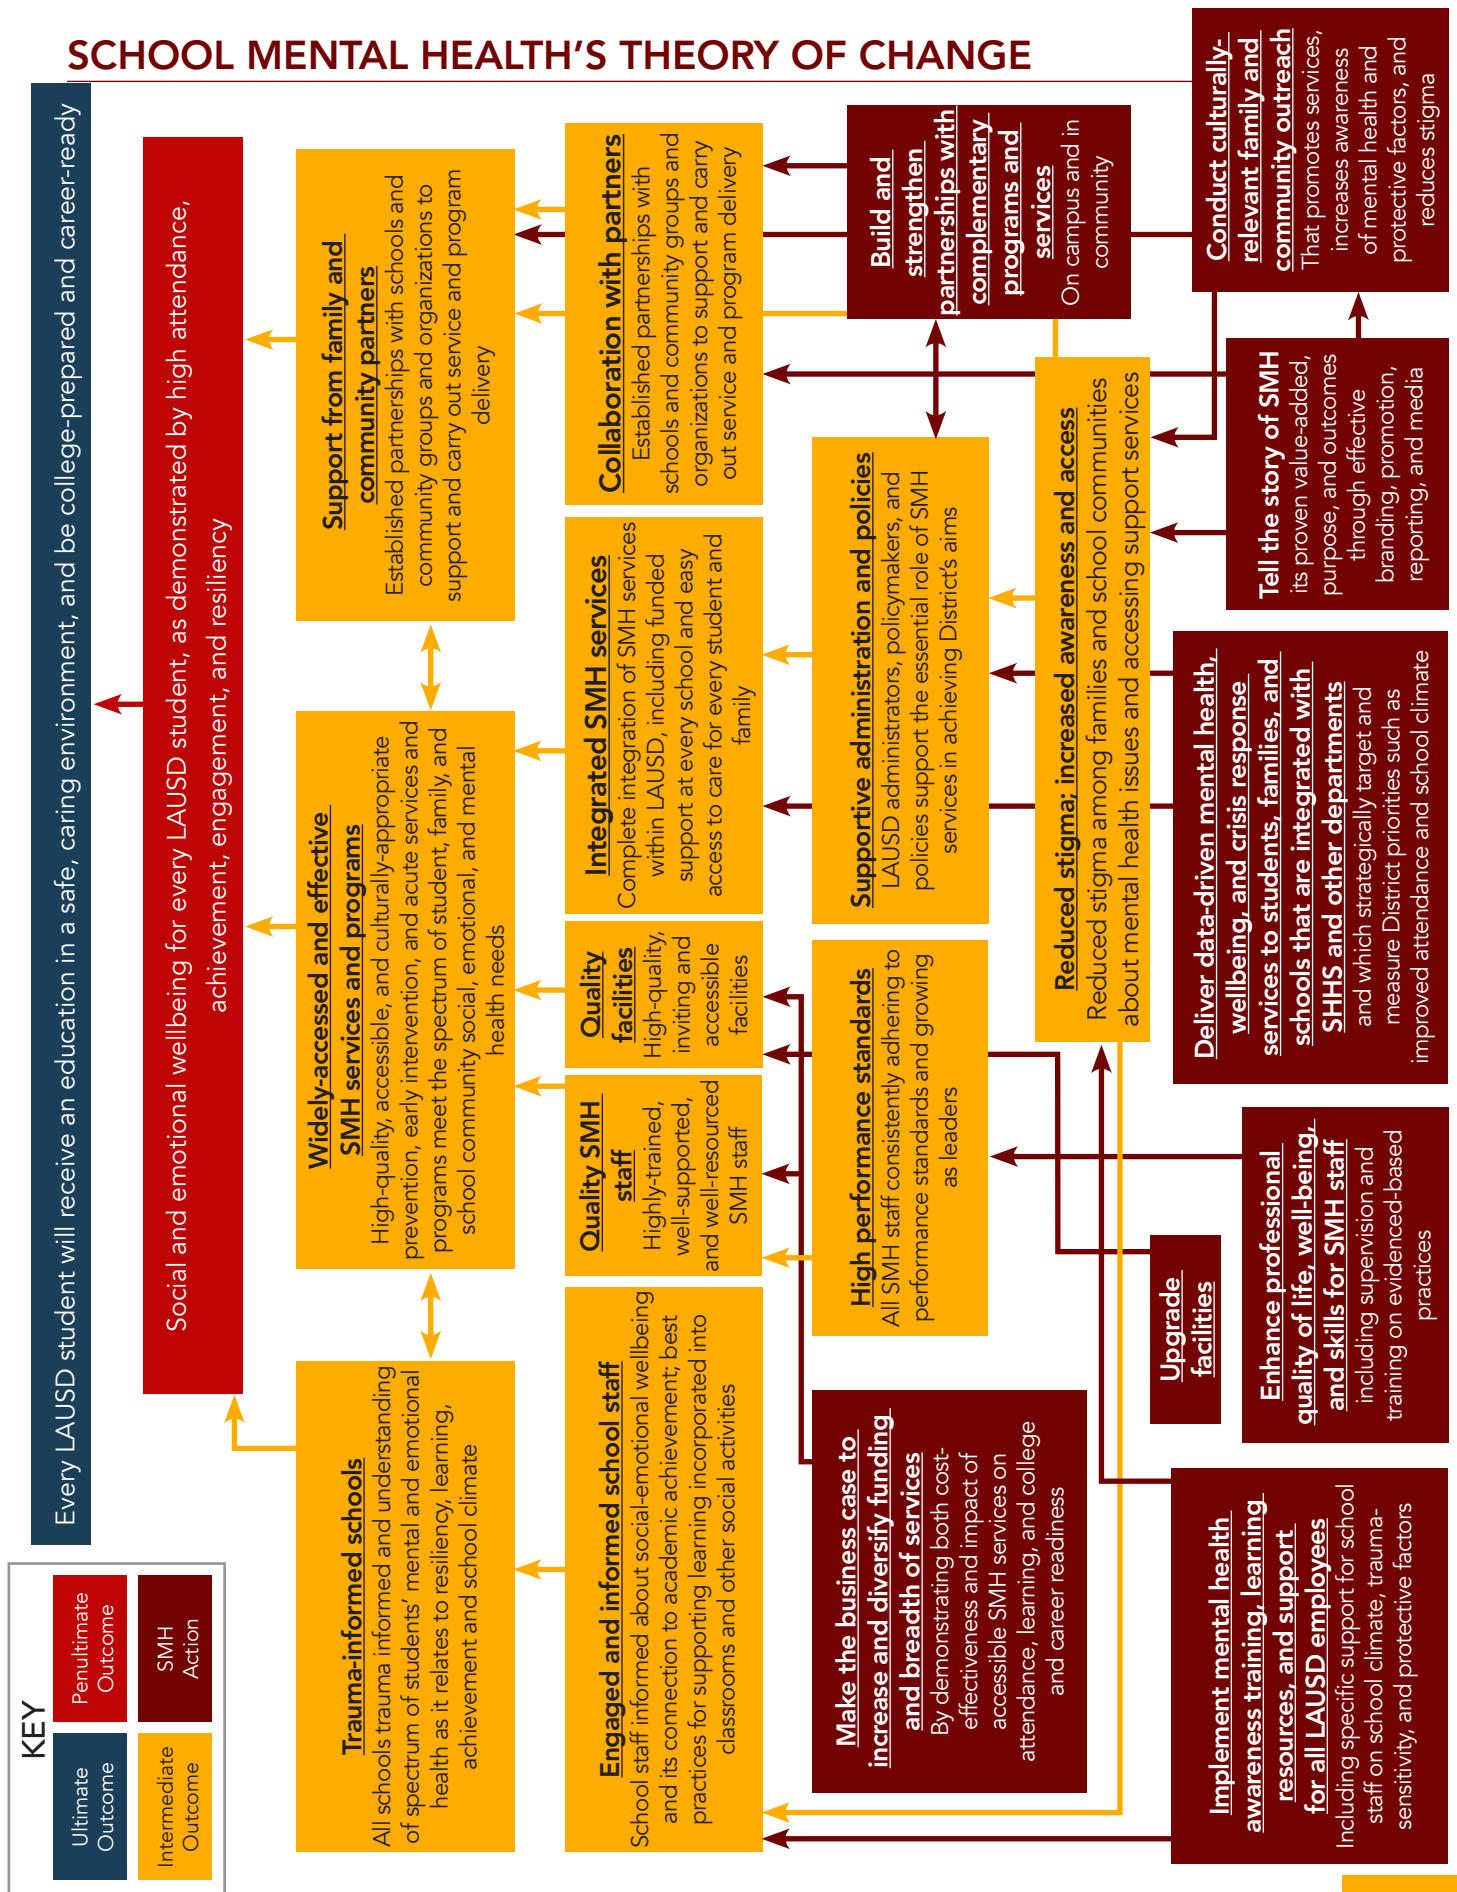 SCHOOL MENTAL HEALTH'S THEORY OF CHANGE
KEY
Ultimate
Outcome
Penultimate
Outcome
Intermediate
Outcome
SMH
Action
Every LAUSD student will receive an education in a safe, caring environment, and be college-prepared and career-ready
Social and emotional wellbeing for every LAUSD student, as demonstrated by high attendance,
achievement, engagement, and resiliency
Trauma-informed schools
All schools trauma informed and understanding
of spectrum of students' mental and emotional
health as it relates to resiliency, learning,
achievement and school climate
Widely-accessed and effective
SMH services and programs
High-quality, accessible, and culturally-appropriate
prevention, early intervention, and acute services and
programs meet the spectrum of student, family, and
school community social, emotional, and mental
health needs
Support from family and
community partners
Established partnerships with schools and
community groups and organizations to
support and carry out service and program
delivery
Engaged and informed school staff
School staff informed about social-emotional wellbeing
and its connection to academic achievement; best
practices for supporting learning incorporated into
classrooms and other social activities
Quality SMH
staff
Highly-trained,
well-supported,
and well-resourced
SMH staff
Quality
facilities
High-quality,
inviting and
accessible
facilities
Integrated SMH services
Complete integration of SMH services
within LAUSD, including funded
support at every school and easy
access to care for every student and
family
Collaboration with partners
Established partnerships with
schools and community groups and
organizations to support and carry
out service and program delivery
Make the business case to
increase and diversify funding
and breadth of services
By demonstrating both cost-
effectiveness and impact of
accessible SMH services on
attendance, learning, and college
and career readiness
High performance standards
All SMH staff consistently adhering to
performance standards and growing
as leaders
Supportive administration and policies
LAUSD administrators, policymakers, and
policies support the essential role of SMH
services in achieving District's aims
Build and
strengthen
partnerships with
complementary
programs and
services
On campus and in
community
Reduced stigma; increased awareness and access
Reduced stigma among families and school communities
about mental health issues and accessing support services
Implement mental health
awareness training, learning
resources, and support
for all LAUSD employees
Including specific support for school
staff on school climate, trauma-
sensitivity, and protective factors
Upgrade
facilities
Enhance professional
quality of life, well-being,
and skills for SMH staff
including supervision and
training on evidenced-based
practices
Deliver data-driven mental health,
wellbeing, and crisis response
services to students, families, and
schools that are integrated with
SHHS and other departments
and which strategically target and
measure District priorities such as
improved attendance and school climate
Tell the story of SMH
its proven value-added,
purpose, and outcomes
through effective
branding, promotion,
reporting, and media
Conduct culturally-
relevant family and
community outreach
That promotes services,
increases awareness
of mental health and
protective factors, and
reduces stigma